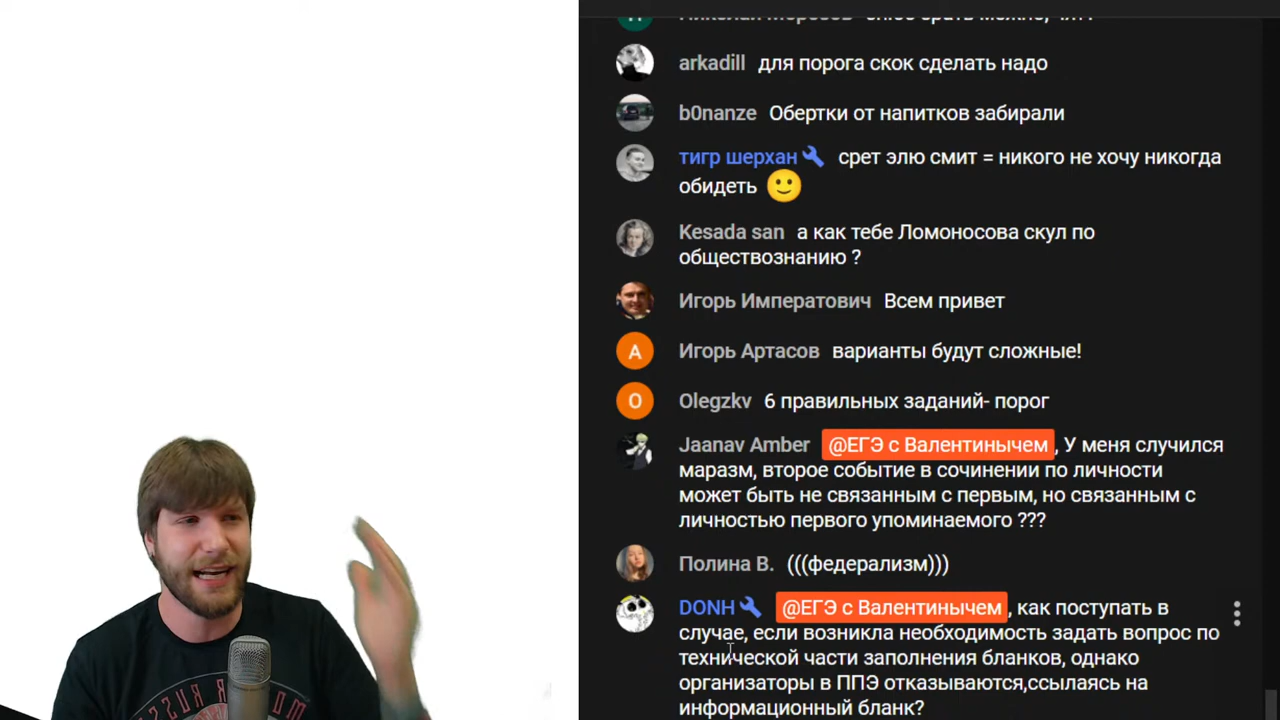 arkadill для порога скок сделать надо
b0nanze Обертки от напитков забирали
тигр шерхан срет элю смит = никого не хочу никогда
обидеть
Kesada san а как тебе Ломоносова скул по
обществознанию ?
Игорь Императович Всем привет
А Игорь Артасов варианты будут сложные!
O Olegzkv 6 правильных заданий- порог
Jaanav Amber @ЕГЭ с Валентинычем, У меня случился
маразм, второе событие в сочинении по личности
может быть не связанным с первым, но связанным с
личностью первого упоминаемого ???
Полина В. (((федерализм)))
DONH @ЕГЭ с Валентинычем, как поступать в
случае, если возникла необходимость задать вопрос по
технической части заполнения бланков, однако
организаторы в ППЭ отказываются,ссылаясь на
информационный бланк?